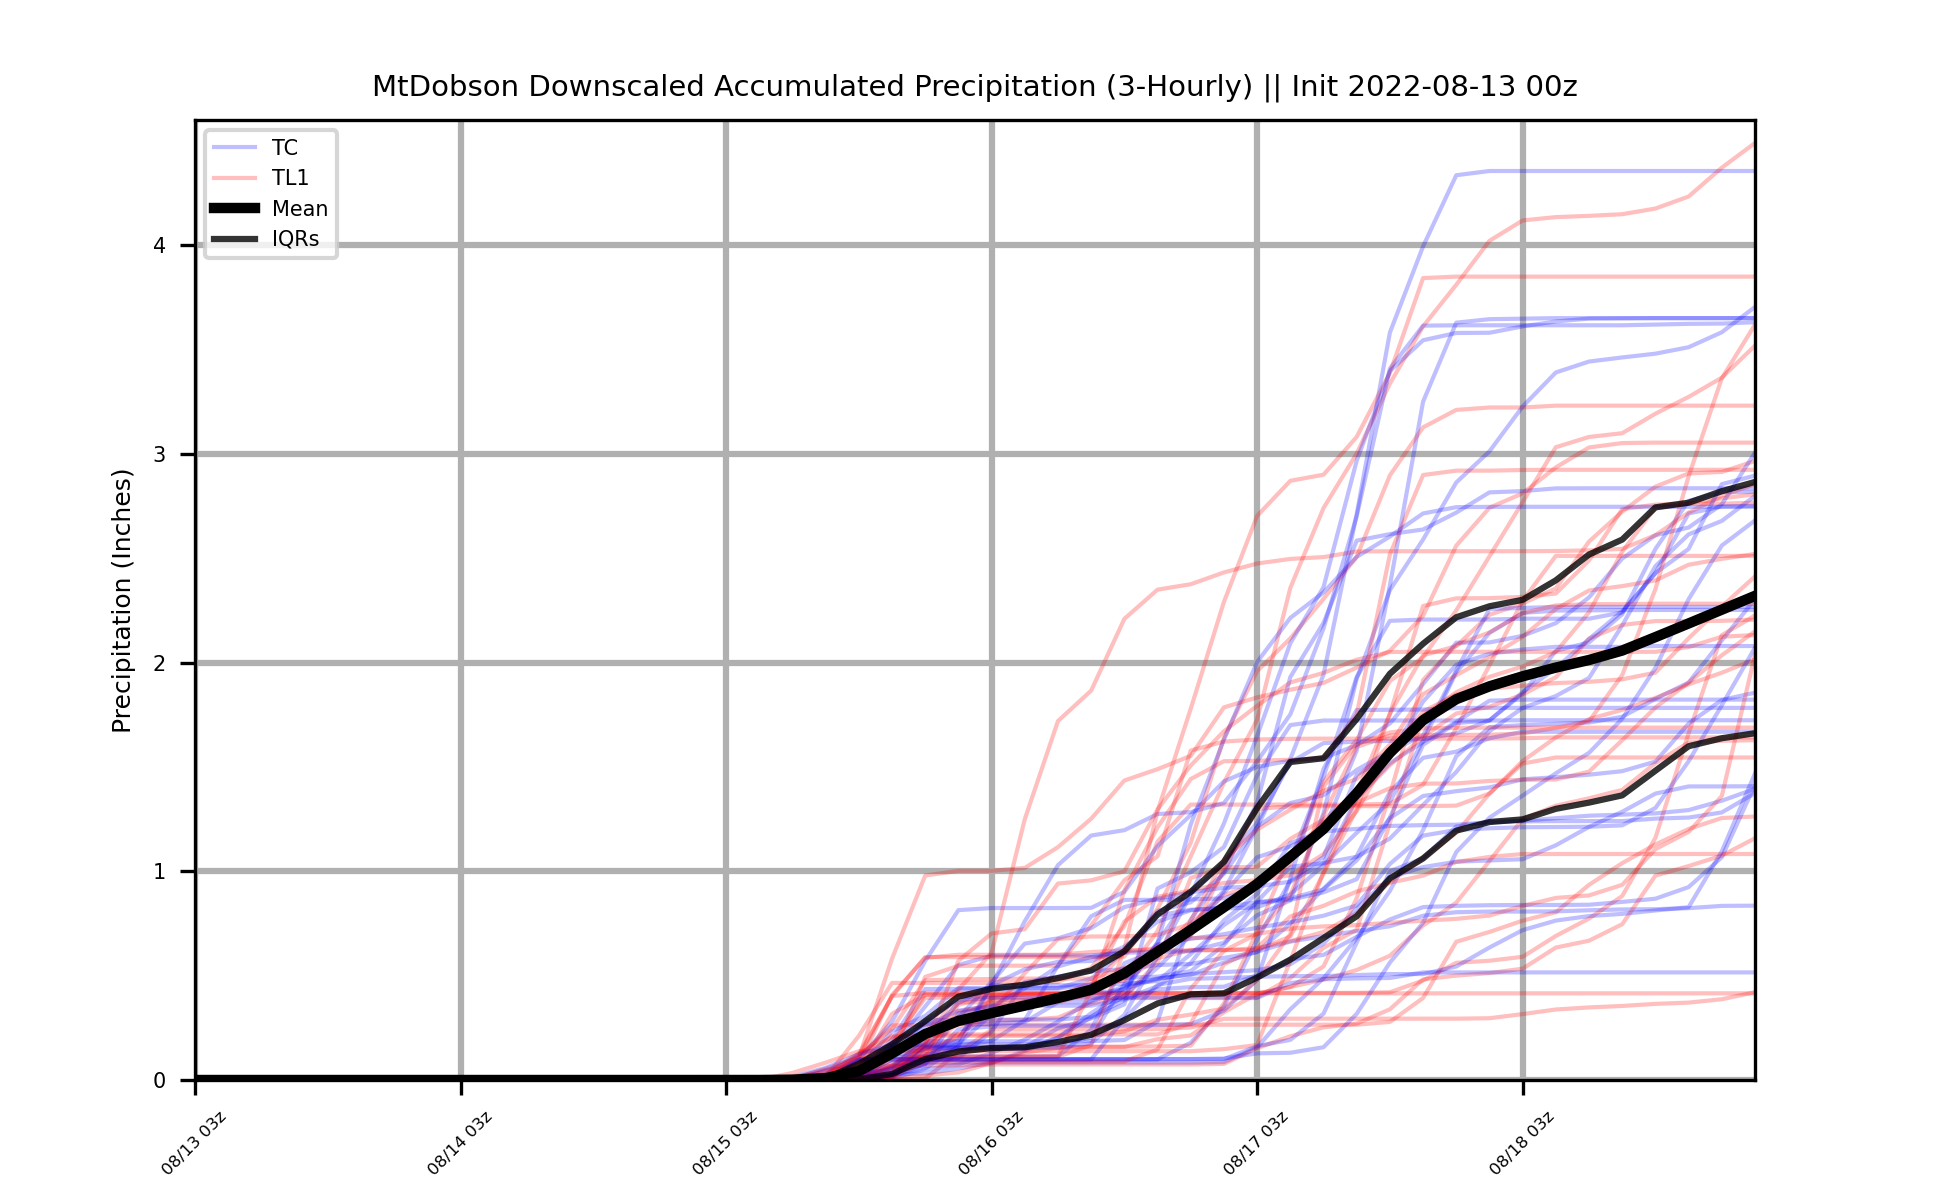 MtDobson Downscaled Accumulated Precipitation (3-Hourly) || Init 2022-08-13 00z
TC
TL1
Mean
IQRs
Precipitation (Inches)
4
3
2
1
0
08/13 03z
08/14 03z
08/15 03z
08/16 03z
08/17 03z
08/18 03z